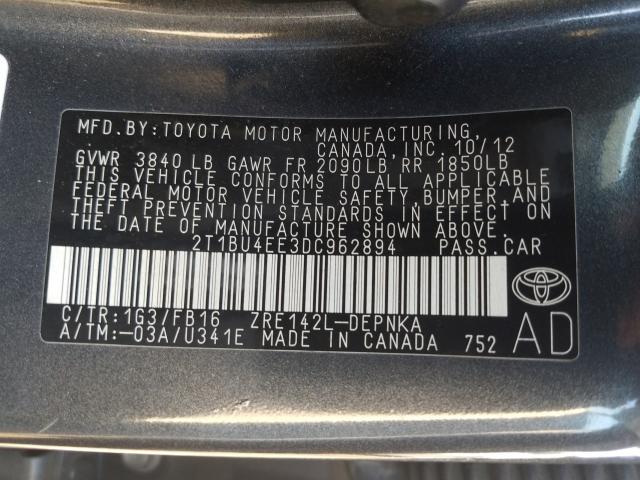 MFD.BY:TOYOTA MOTOR MANUFACTURING,
CANADA, INC. 10/12
GVWR 3840 LB GAWR FR 2090LB RR 1850LB
THIS VEHICLE CONFORMS TO ALL APPLICABLE
FEDERAL MOTOR VEHICLE SAFETY,BUMPER,AND
THEFT PREVENTION STANDARDS IN EFFECT ON
THE DATE OF MANUFACTURE SHOWN ABOVE.
2T1BU4EE3DC962894 PASS.CAR
C/TR:1G3/FB16 ZRE142L-DEPNKA
A/TM:-03A/U341E MADE IN CANADA 752
AD